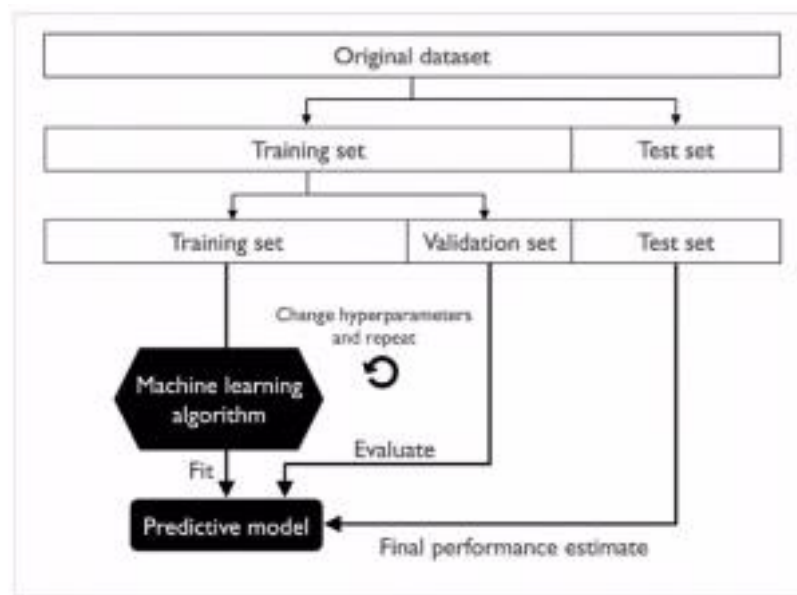 Original dataset
Training set
Test set
Training set
Validation set
Test set
Change hyperparameters
and repeat
Machine learning
algorithm
Evaluate
Fit
Predictive model
Final performance estimate